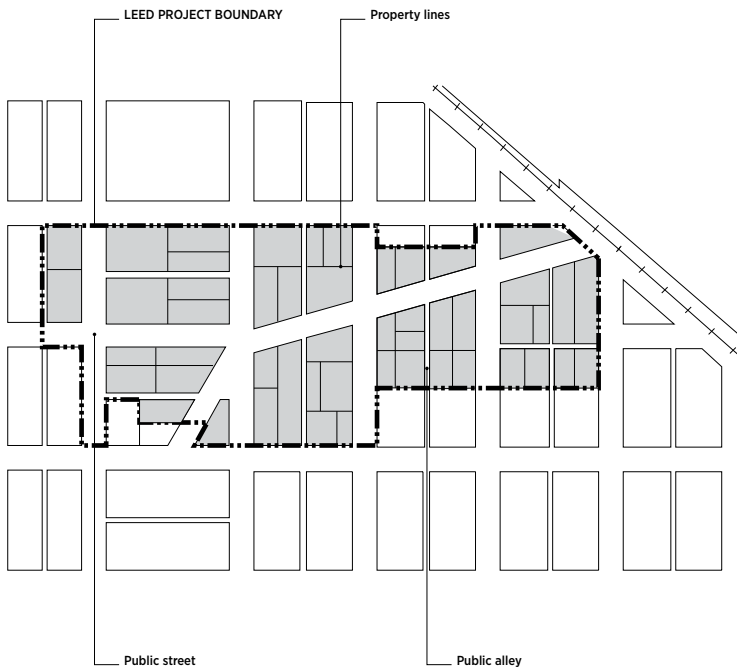 LEED PROJECT BOUNDARY
Property lines
Public street
Public alley